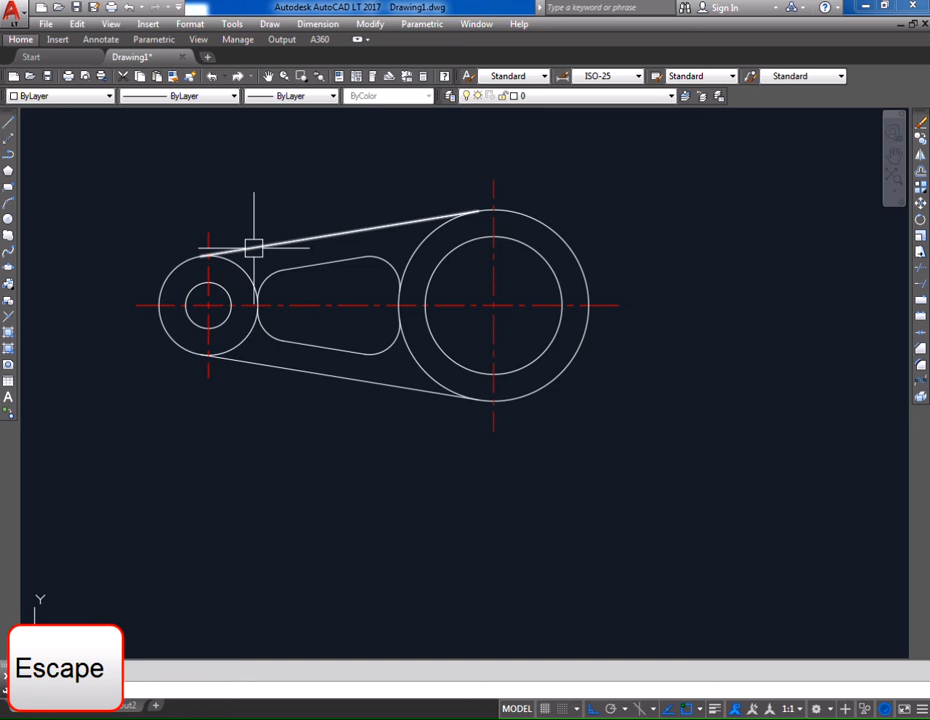 Autodesk AutoCAD LT 2017 Drawing1.dwg
Type a keyword or phrase
Sign In
LT
File Edit View Insert Format Tools Draw Dimension Modify Parametric Window Help
Home Insert Annotate Parametric View Manage Output A360
Start Drawing1*
Standard ISO-25 Standard Standard
ByLayer ByLayer ByLayer ByColor 0
Y
Escape
out2
MODEL 1:1